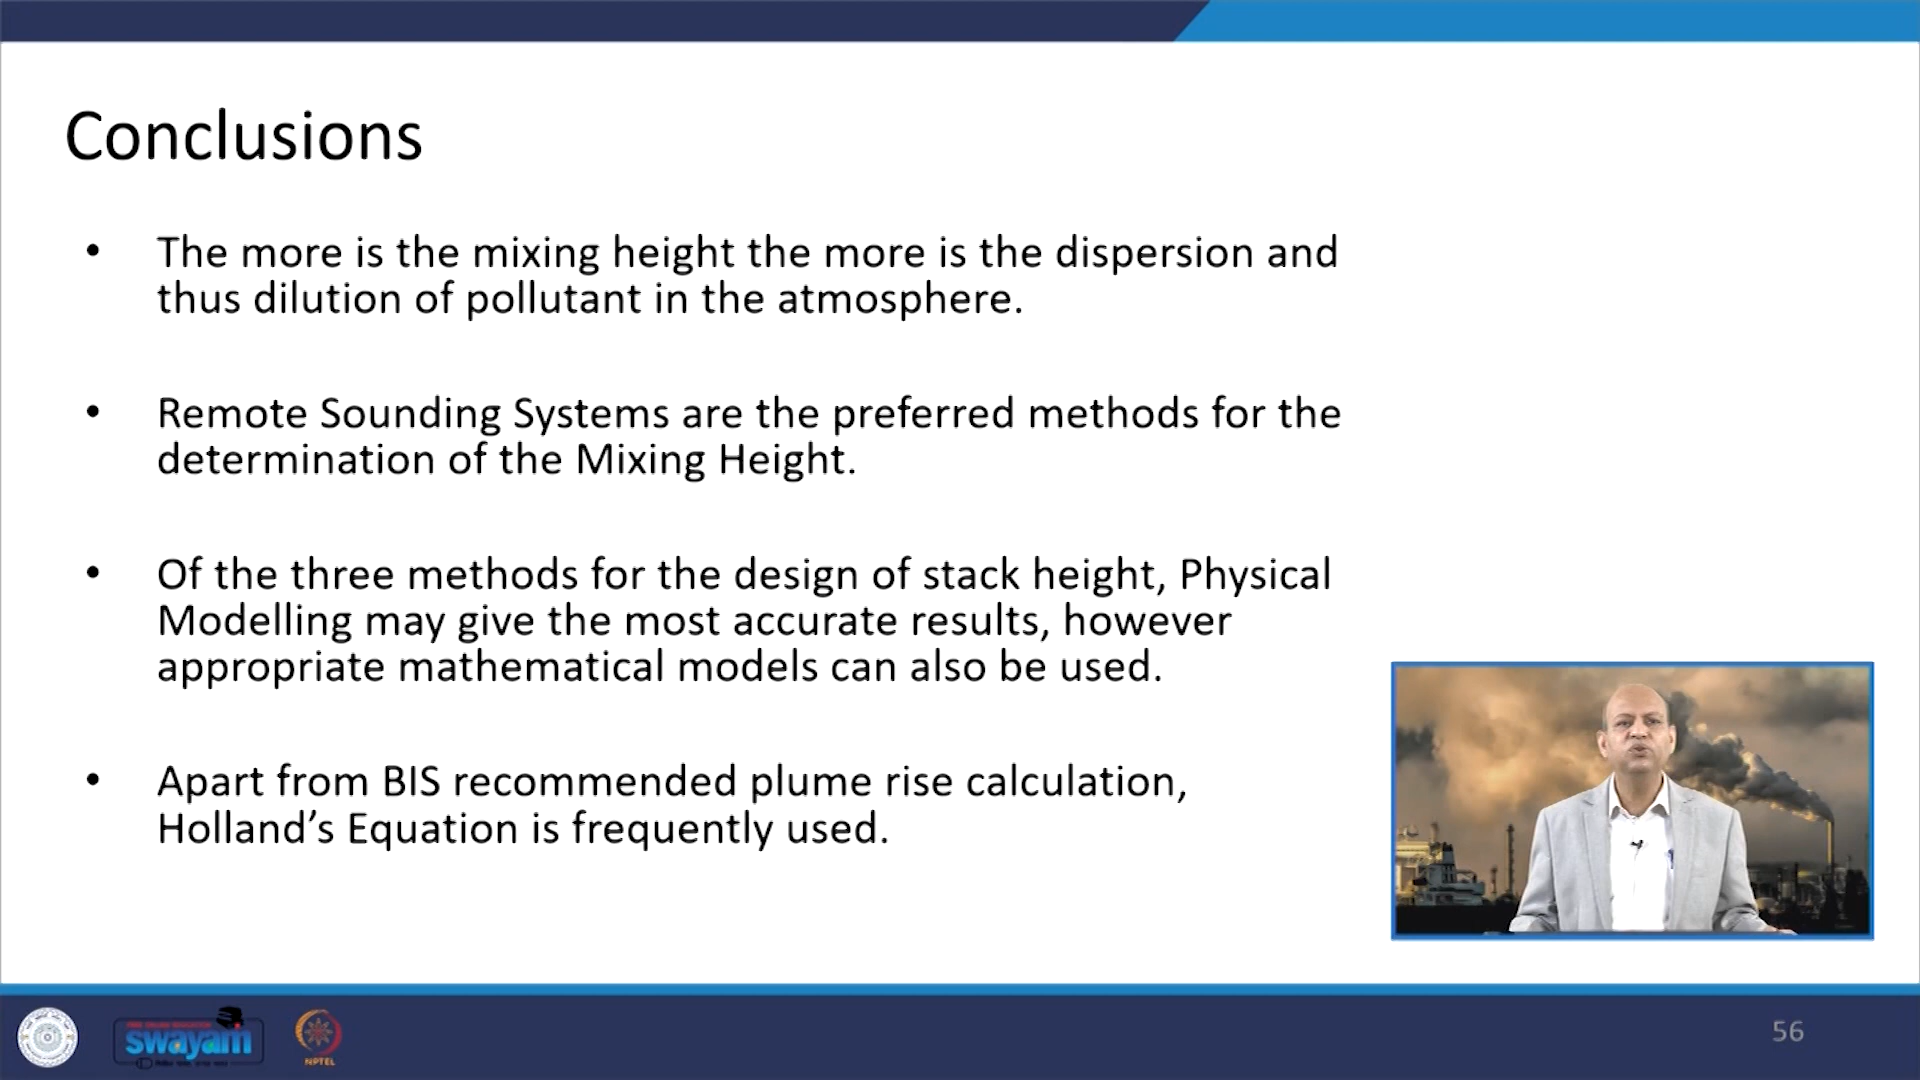 Conclusions
• The more is the mixing height the more is the dispersion and
thus dilution of pollutant in the atmosphere.
• Remote Sounding Systems are the preferred methods for the
determination of the Mixing Height.
• Of the three methods for the design of stack height, Physical
Modelling may give the most accurate results, however
appropriate mathematical models can also be used.
• Apart from BIS recommended plume rise calculation,
Holland’s Equation is frequently used.
swayam
NPTEL
56